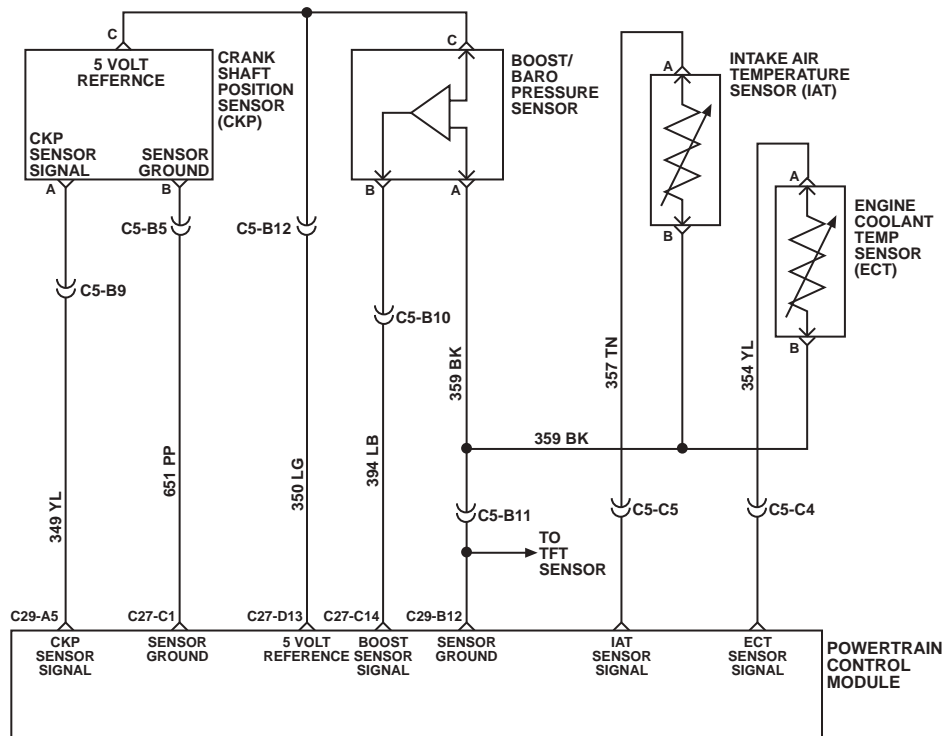 C
5 VOLT
REFERNCE
CKP
SENSOR
SIGNAL
SENSOR
GROUND
A
B
CRANK
SHAFT
POSITION
SENSOR
(CKP)
C
B
A
BOOST/
BARO
PRESSURE
SENSOR
A
B
INTAKE AIR
TEMPERATURE
SENSOR (IAT)
A
B
ENGINE
COOLANT
TEMP
SENSOR
(ECT)
C5-B5
C5-B12
C5-B9
C5-B10
359 BK
357 TN
354 YL
359 BK
349 YL
651 PP
350 LG
394 LB
C5-B11
C5-C5
C5-C4
TO
TFT
SENSOR
C29-A5
C27-C1
C27-D13
C27-C14
C29-B12
CKP
SENSOR
SIGNAL
SENSOR
GROUND
5 VOLT
REFERENCE
BOOST
SENSOR
SIGNAL
SENSOR
GROUND
IAT
SENSOR
SIGNAL
ECT
SENSOR
SIGNAL
POWERTRAIN
CONTROL
MODULE